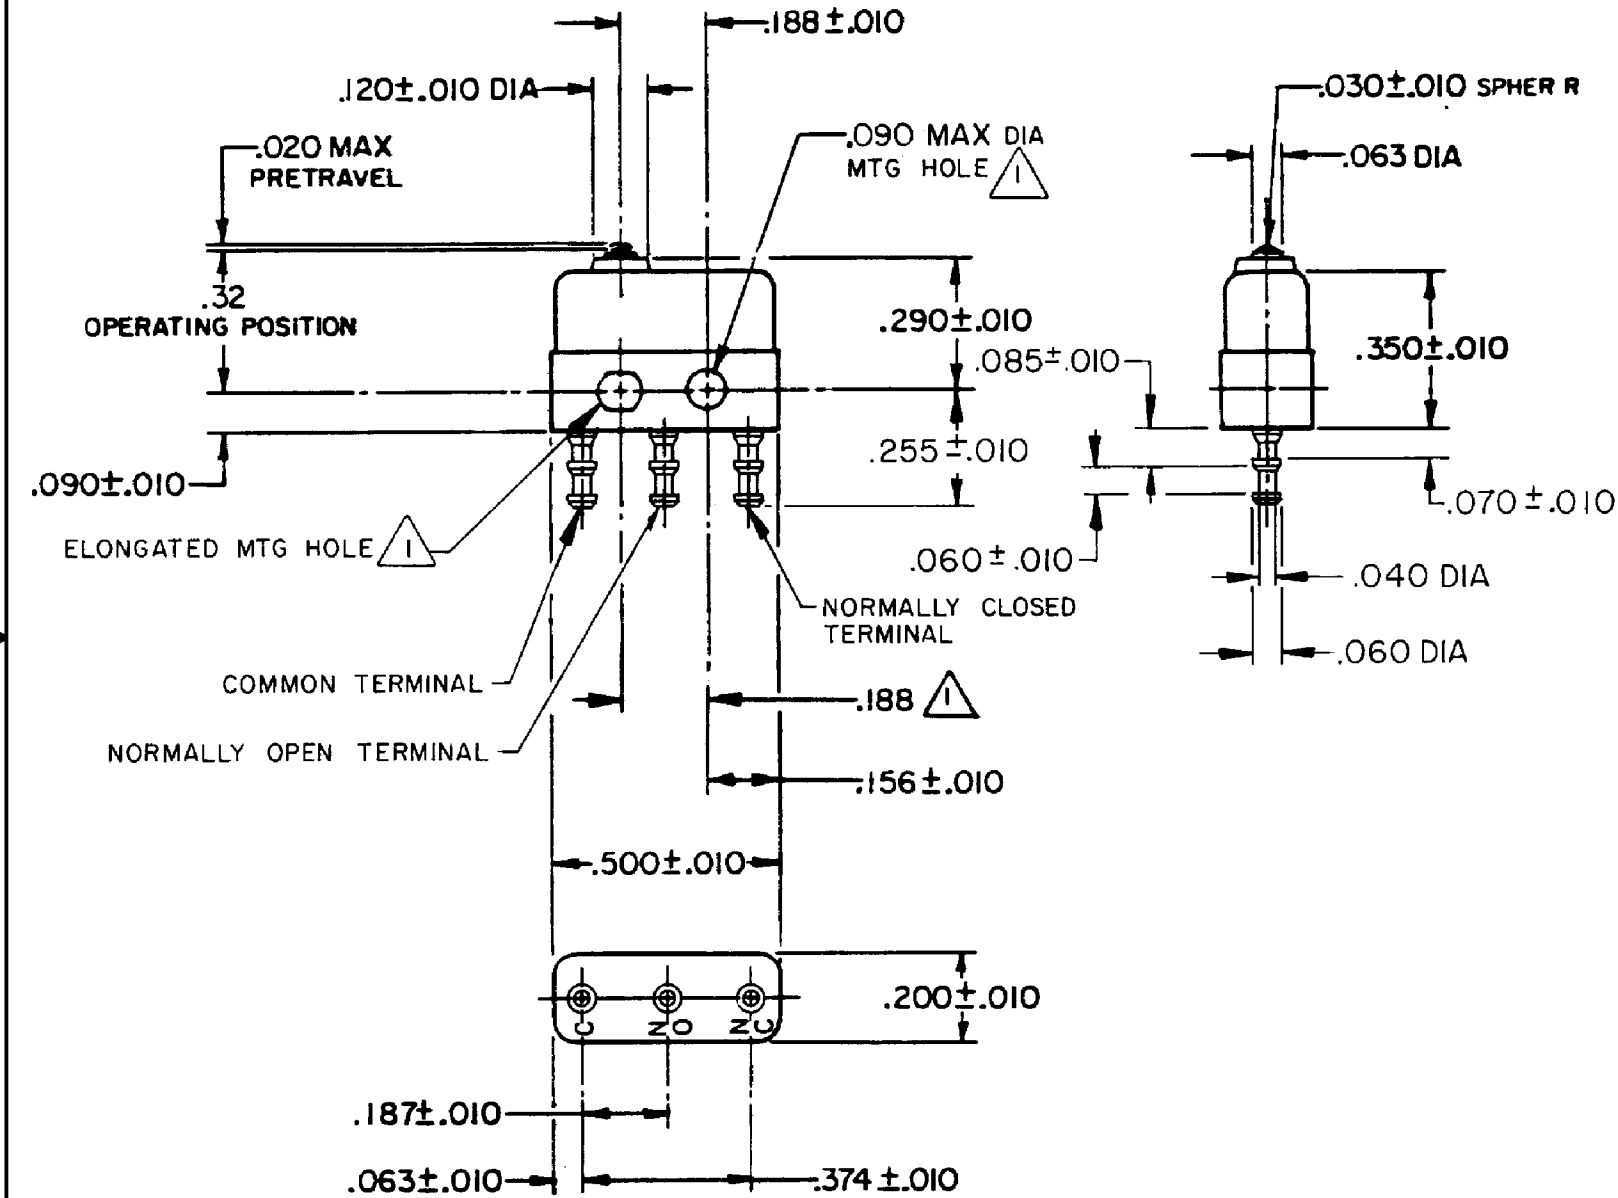 .188±.010
.120±.010 DIA
.030±.010 SPHER R
.020 MAX
PRETRAVEL
.090 MAX DIA
MTG HOLE 1
.063 DIA
.32
OPERATING POSITION
.290±.010
.085±.010
.350±.010
.255±.010
.090±.010
.070±.010
ELONGATED MTG HOLE 1
.060±.010
.040 DIA
NORMALLY CLOSED
TERMINAL
.060 DIA
COMMON TERMINAL
.188 1
NORMALLY OPEN TERMINAL
.156±.010
.500±.010
.200±.010
C
NO
NC
.187±.010
.063±.010
.374±.010